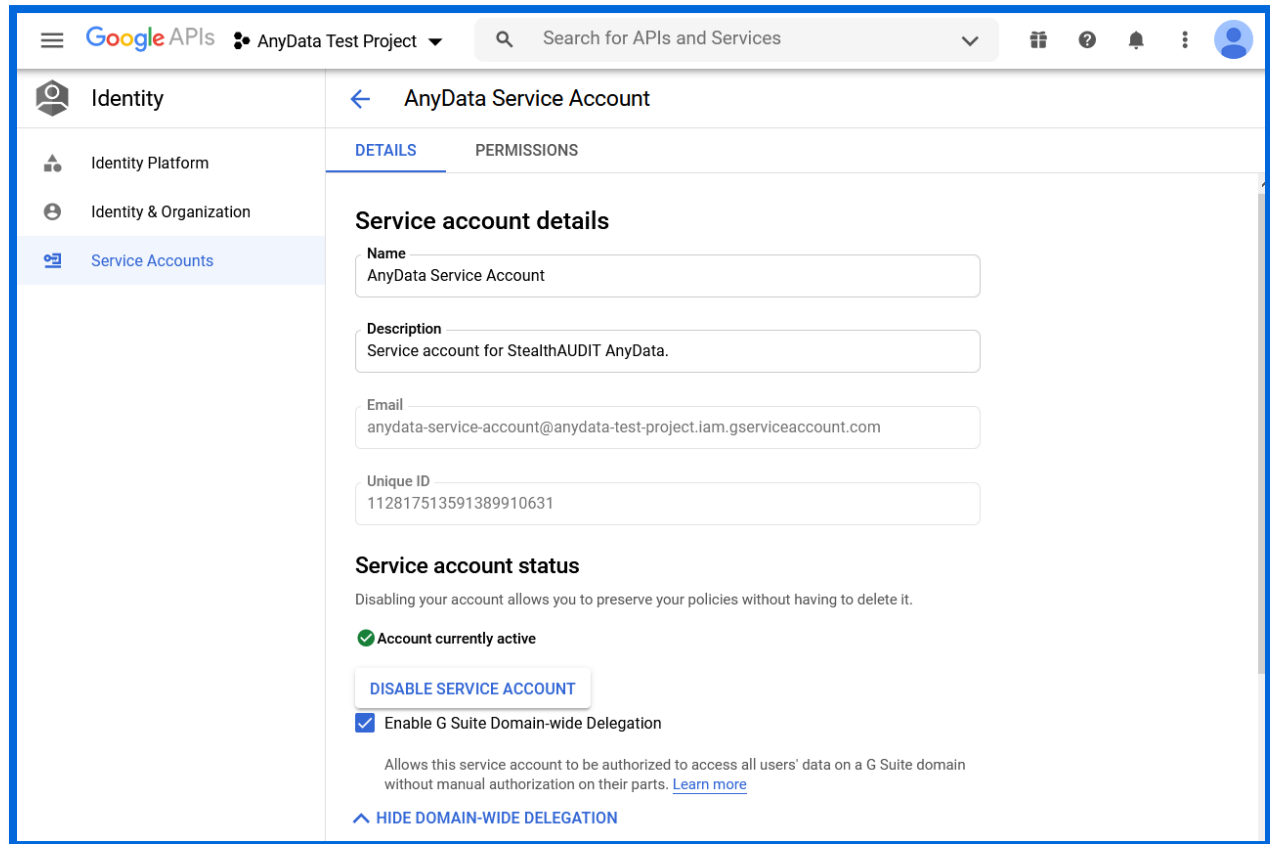 Google APIs AnyData Test Project Search for APIs and Services
Identity
AnyData Service Account
Identity Platform
Identity & Organization
Service Accounts
DETAILS PERMISSIONS
Service account details
Name
AnyData Service Account
Description
Service account for StealthAUDIT AnyData.
Email
anydata-service-account@anydata-test-project.iam.gserviceaccount.com
Unique ID
112817513591389910631
Service account status
Disabling your account allows you to preserve your policies without having to delete it.
Account currently active
DISABLE SERVICE ACCOUNT
Enable G Suite Domain-wide Delegation
Allows this service account to be authorized to access all users' data on a G Suite domain
without manual authorization on their parts. Learn more
HIDE DOMAIN-WIDE DELEGATION